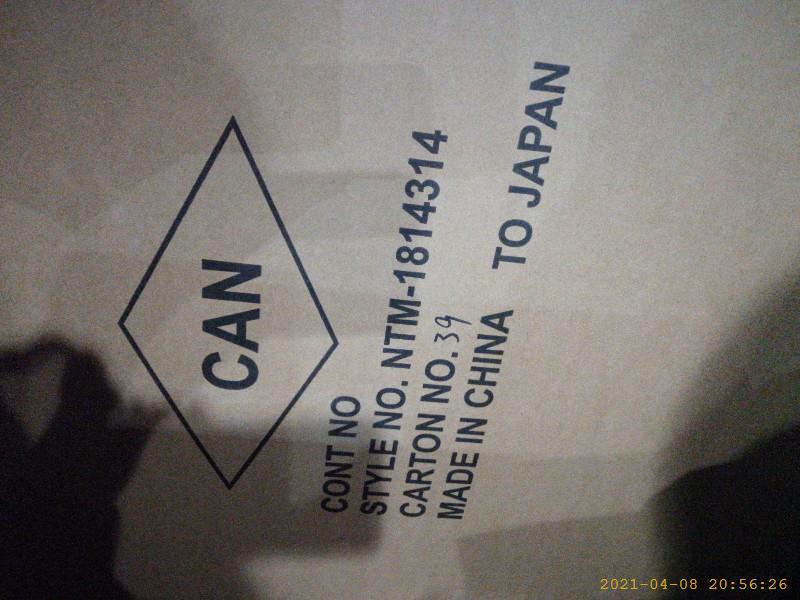 CAN
CONT NO
STYLE NO. NTM-1814314
CARTON NO. 39
MADE IN CHINA
TO JAPAN
2021-04-08 20:56:26